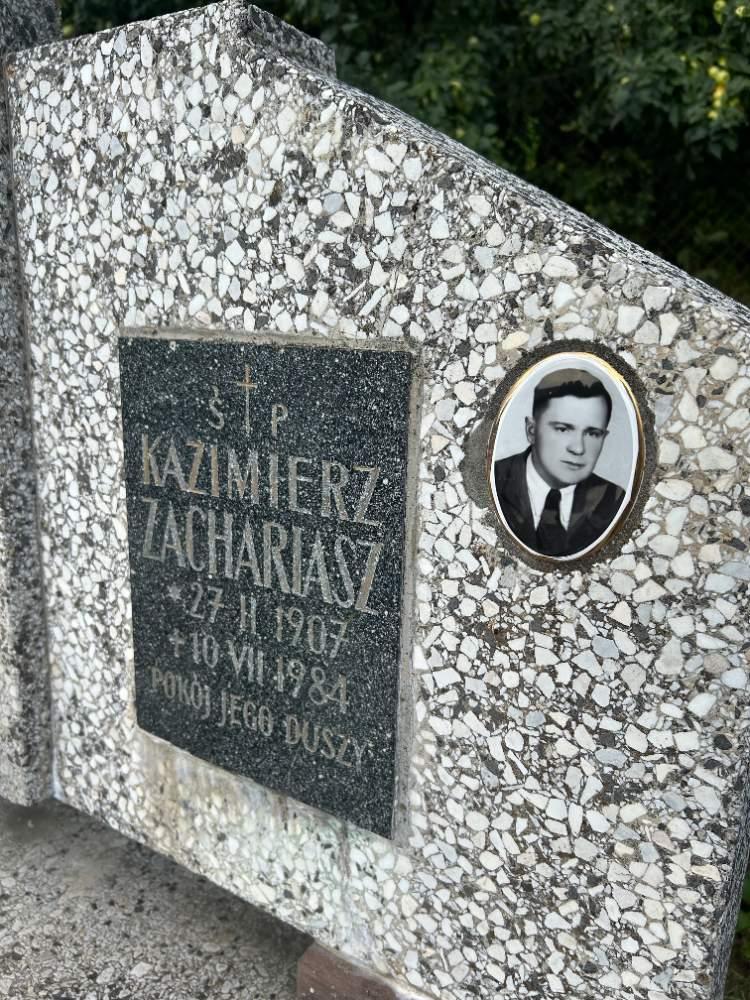 Ś P
KAZIMIERZ
ZACHARIASZ
* 27 II 1907
+ 10 VII 1984
POKÓJ JEGO DUSZY